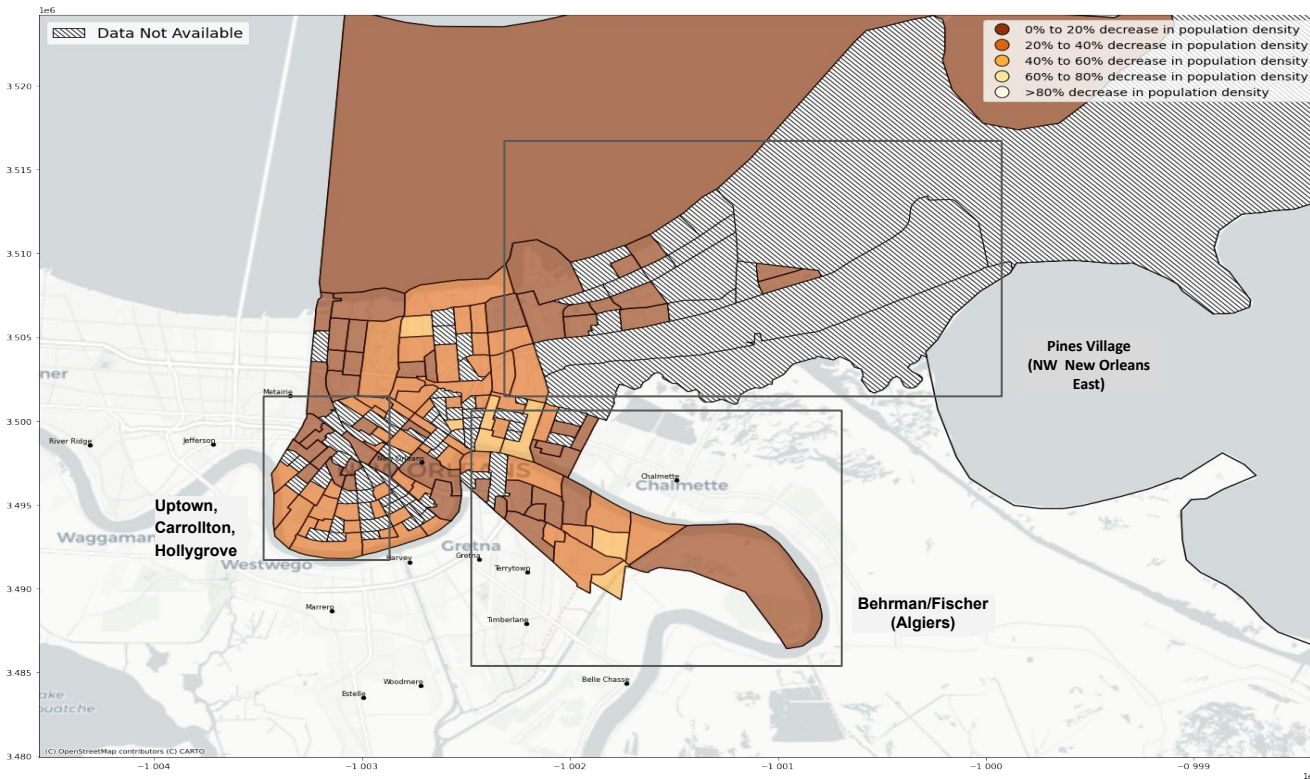 1e6
Data Not Available
0% to 20% decrease in population density
20% to 40% decrease in population density
40% to 60% decrease in population density
60% to 80% decrease in population density
>80% decrease in population density
3 520
3 515
3 510
3 505
3 500
3 495
3 490
3 485
3 480
Pines Village
(NW New Orleans
East)
ner
Metairie
River Ridge
Jefferson
New Orleans
NEW ORLEANS
Chalmette
Chalmette
Uptown,
Carrollton,
Hollygrove
Waggaman
Westwego
Gretna
Harvey
Gretna
Terrytown
Marrero
Timberlane
Behrman/Fischer
(Algiers)
Woodmere
Estelle
Belle Chasse
ake
ouatche
(C) OpenStreetMap contributors (C) CARTO
−1 004
−1 003
−1 002
−1 001
−1 000
−0.999